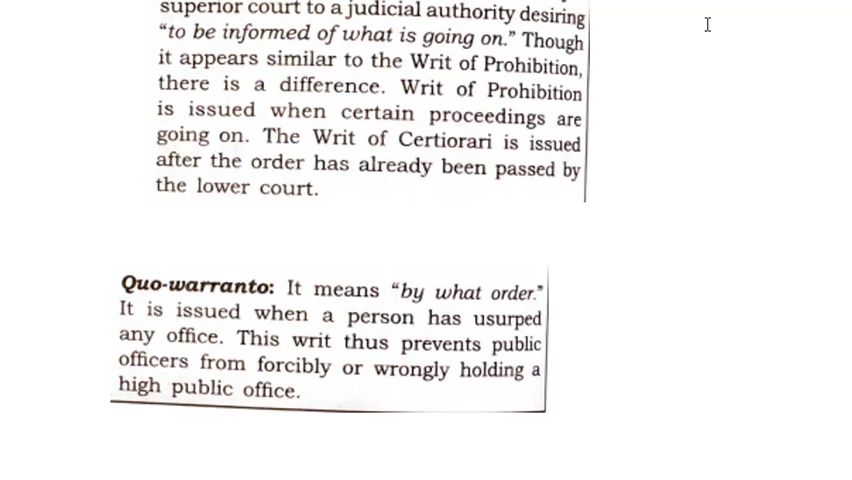 superior court to a judicial authority desiring
“to be informed of what is going on.” Though
it appears similar to the Writ of Prohibition,
there is a difference. Writ of Prohibition
is issued when certain proceedings are
going on. The Writ of Certiorari is issued
after the order has already been passed by
the lower court.
Quo-warranto: It means “by what order.”
It is issued when a person has usurped
any office. This writ thus prevents public
officers from forcibly or wrongly holding a
high public office.